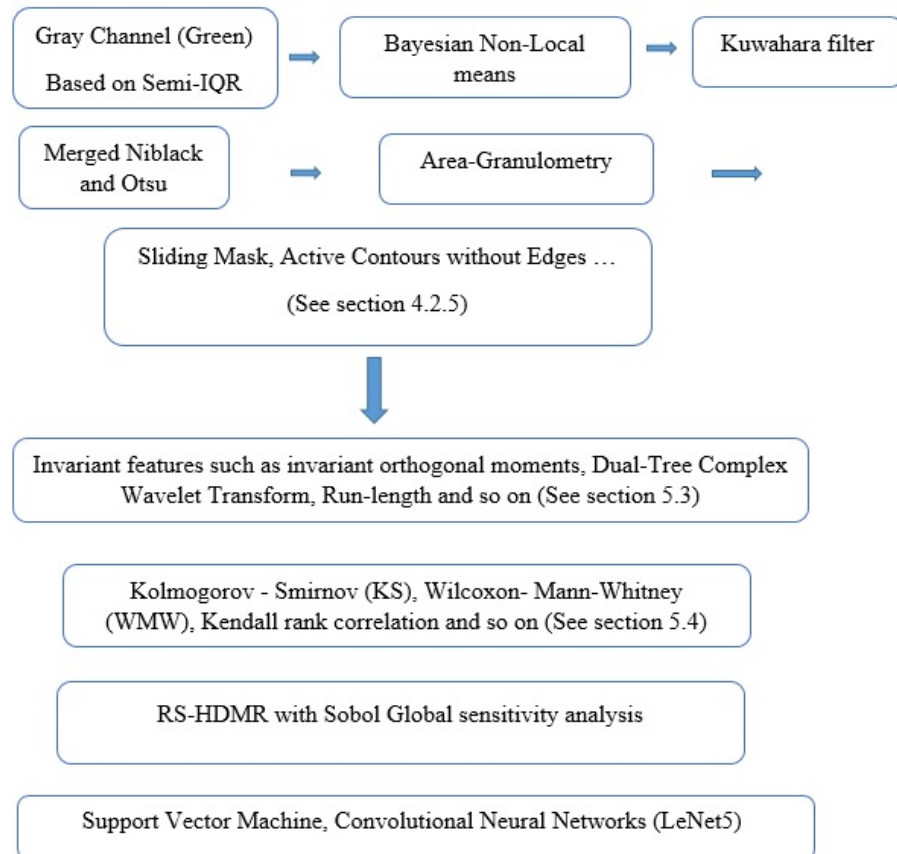 Gray Channel (Green)
Based on Semi-IQR
Bayesian Non-Local
means
Kuwahara filter
Merged Niblack
and Otsu
Area-Granulometry
Sliding Mask, Active Contours without Edges …
(See section 4.2.5)
Invariant features such as invariant orthogonal moments, Dual-Tree Complex
Wavelet Transform, Run-length and so on (See section 5.3)
Kolmogorov - Smirnov (KS), Wilcoxon- Mann-Whitney
(WMW), Kendall rank correlation and so on (See section 5.4)
RS-HDMR with Sobol Global sensitivity analysis
Support Vector Machine, Convolutional Neural Networks (LeNet5)